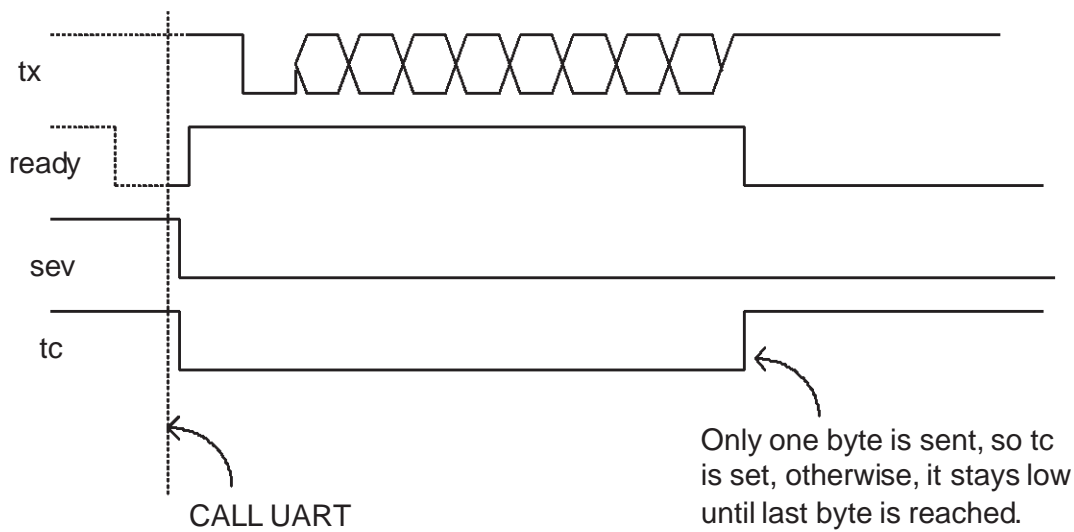 tx
ready
sev
tc
Only one byte is sent, so tc
is set, otherwise, it stays low
until last byte is reached.
CALL UART